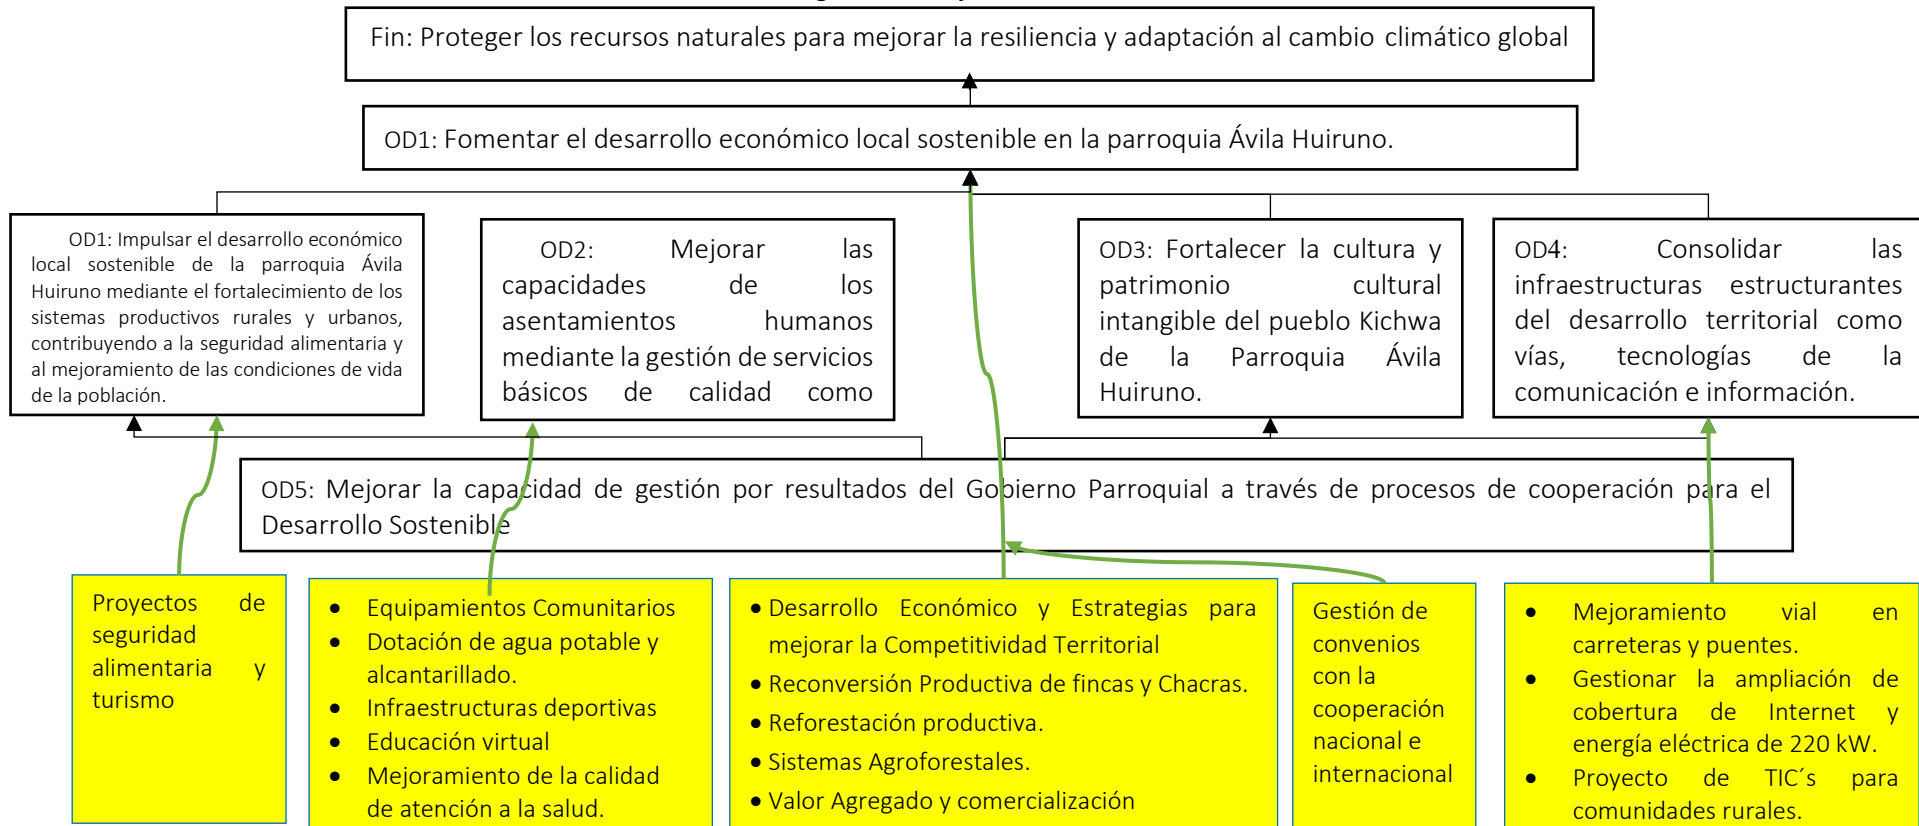 Fin: Proteger los recursos naturales para mejorar la resiliencia y adaptación al cambio climático global
OD1: Fomentar el desarrollo económico local sostenible en la parroquia Ávila Huiruno.
OD1: Impulsar el desarrollo económico
local sostenible de la parroquia Ávila
Huiruno mediante el fortalecimiento de los
sistemas productivos rurales y urbanos,
contribuyendo a la seguridad alimentaria y
al mejoramiento de las condiciones de vida
de la población.
OD2: Mejorar las
capacidades de los
asentamientos humanos
mediante la gestión de servicios
básicos de calidad como
OD3: Fortalecer la cultura y
patrimonio cultural
intangible del pueblo Kichwa
de la Parroquia Ávila
Huiruno.
OD4: Consolidar las
infraestructuras estructurantes
del desarrollo territorial como
vías, tecnologías de la
comunicación e información.
OD5: Mejorar la capacidad de gestión por resultados del Gobierno Parroquial a través de procesos de cooperación para el
Desarrollo Sostenible
Proyectos de
seguridad
alimentaria y
turismo
• Equipamientos Comunitarios
• Dotación de agua potable y
alcantarillado.
• Infraestructuras deportivas
• Educación virtual
• Mejoramiento de la calidad
de atención a la salud.
• Desarrollo Económico y Estrategias para
mejorar la Competitividad Territorial
• Reconversión Productiva de fincas y Chacras.
• Reforestación productiva.
• Sistemas Agroforestales.
• Valor Agregado y comercialización
Gestión de
convenios
con la
cooperación
nacional e
internacional
• Mejoramiento vial en
carreteras y puentes.
• Gestionar la ampliación de
cobertura de Internet y
energía eléctrica de 220 kW.
• Proyecto de TIC´s para
comunidades rurales.